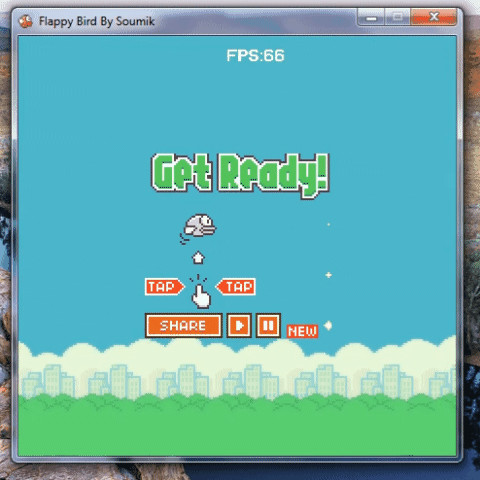 Flappy Bird By Soumik
FPS:66
Get Ready!
TAP TAP
SHARE
NEW